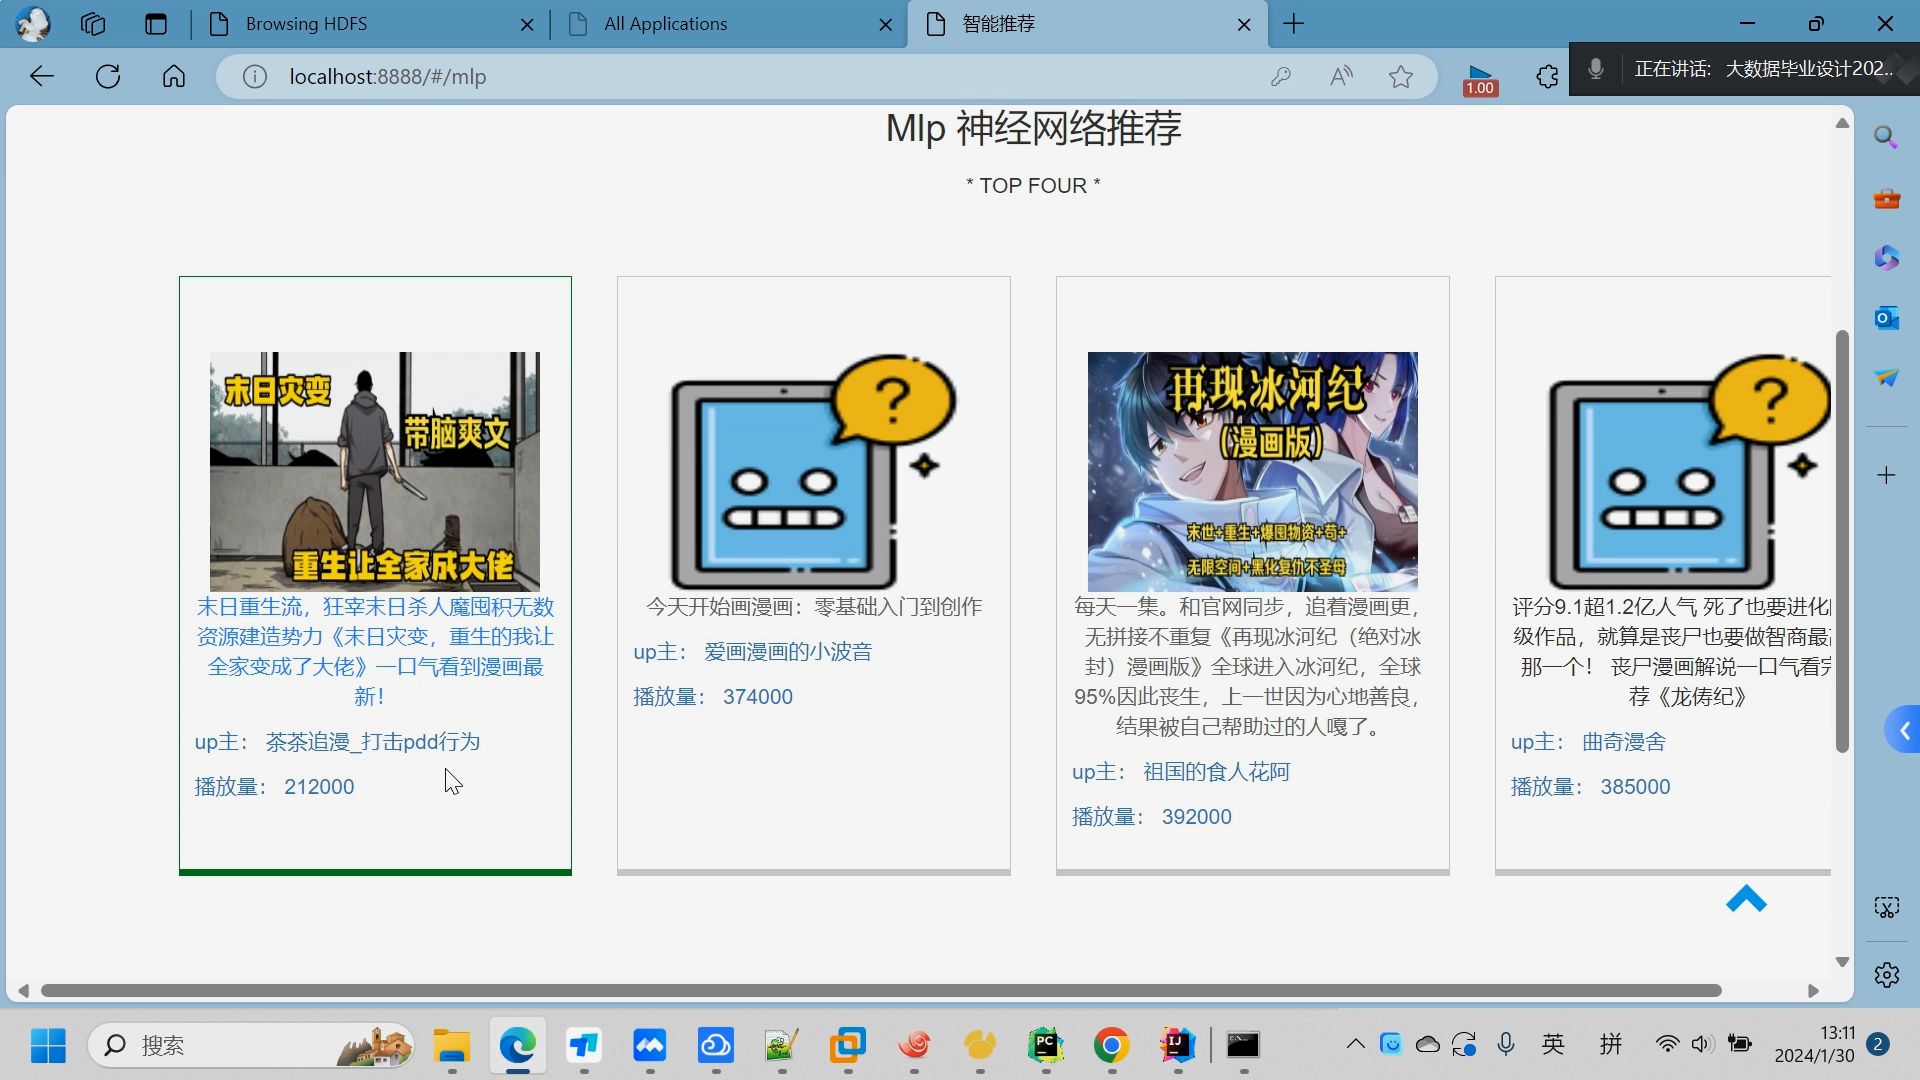 Browsing HDFS
All Applications
智能推荐
localhost:8888/#/mlp
1.00
正在讲话: 大数据毕业设计202...
Mlp 神经网络推荐
* TOP FOUR *
末日灾变
带脑爽文
重生让全家成大佬
末日重生流，狂宰末日杀人魔囤积无数
资源建造势力《末日灾变，重生的我让
全家变成了大佬》一口气看到漫画最
新！
up主： 茶茶追漫_打击pdd行为
播放量： 212000
?
今天开始画漫画：零基础入门到创作
up主： 爱画漫画的小波音
播放量： 374000
再现冰河纪
（漫画版）
末世+重生+爆囤物资+苟+
无限空间+黑化复仇不圣母
每天一集。和官网同步，追着漫画更，
无拼接不重复《再现冰河纪（绝对冰
封）漫画版》全球进入冰河纪，全球
95%因此丧生，上一世因为心地善良，
结果被自己帮助过的人嘎了。
up主： 祖国的食人花阿
播放量： 392000
?
评分9.1超1.2亿人气 死了也要进化
级作品，就算是丧尸也要做智商最
那一个！ 丧尸漫画解说一口气看
荐《龙俦纪》
up主： 曲奇漫舍
播放量： 385000
搜索
英
拼
13:11
2024/1/30
2